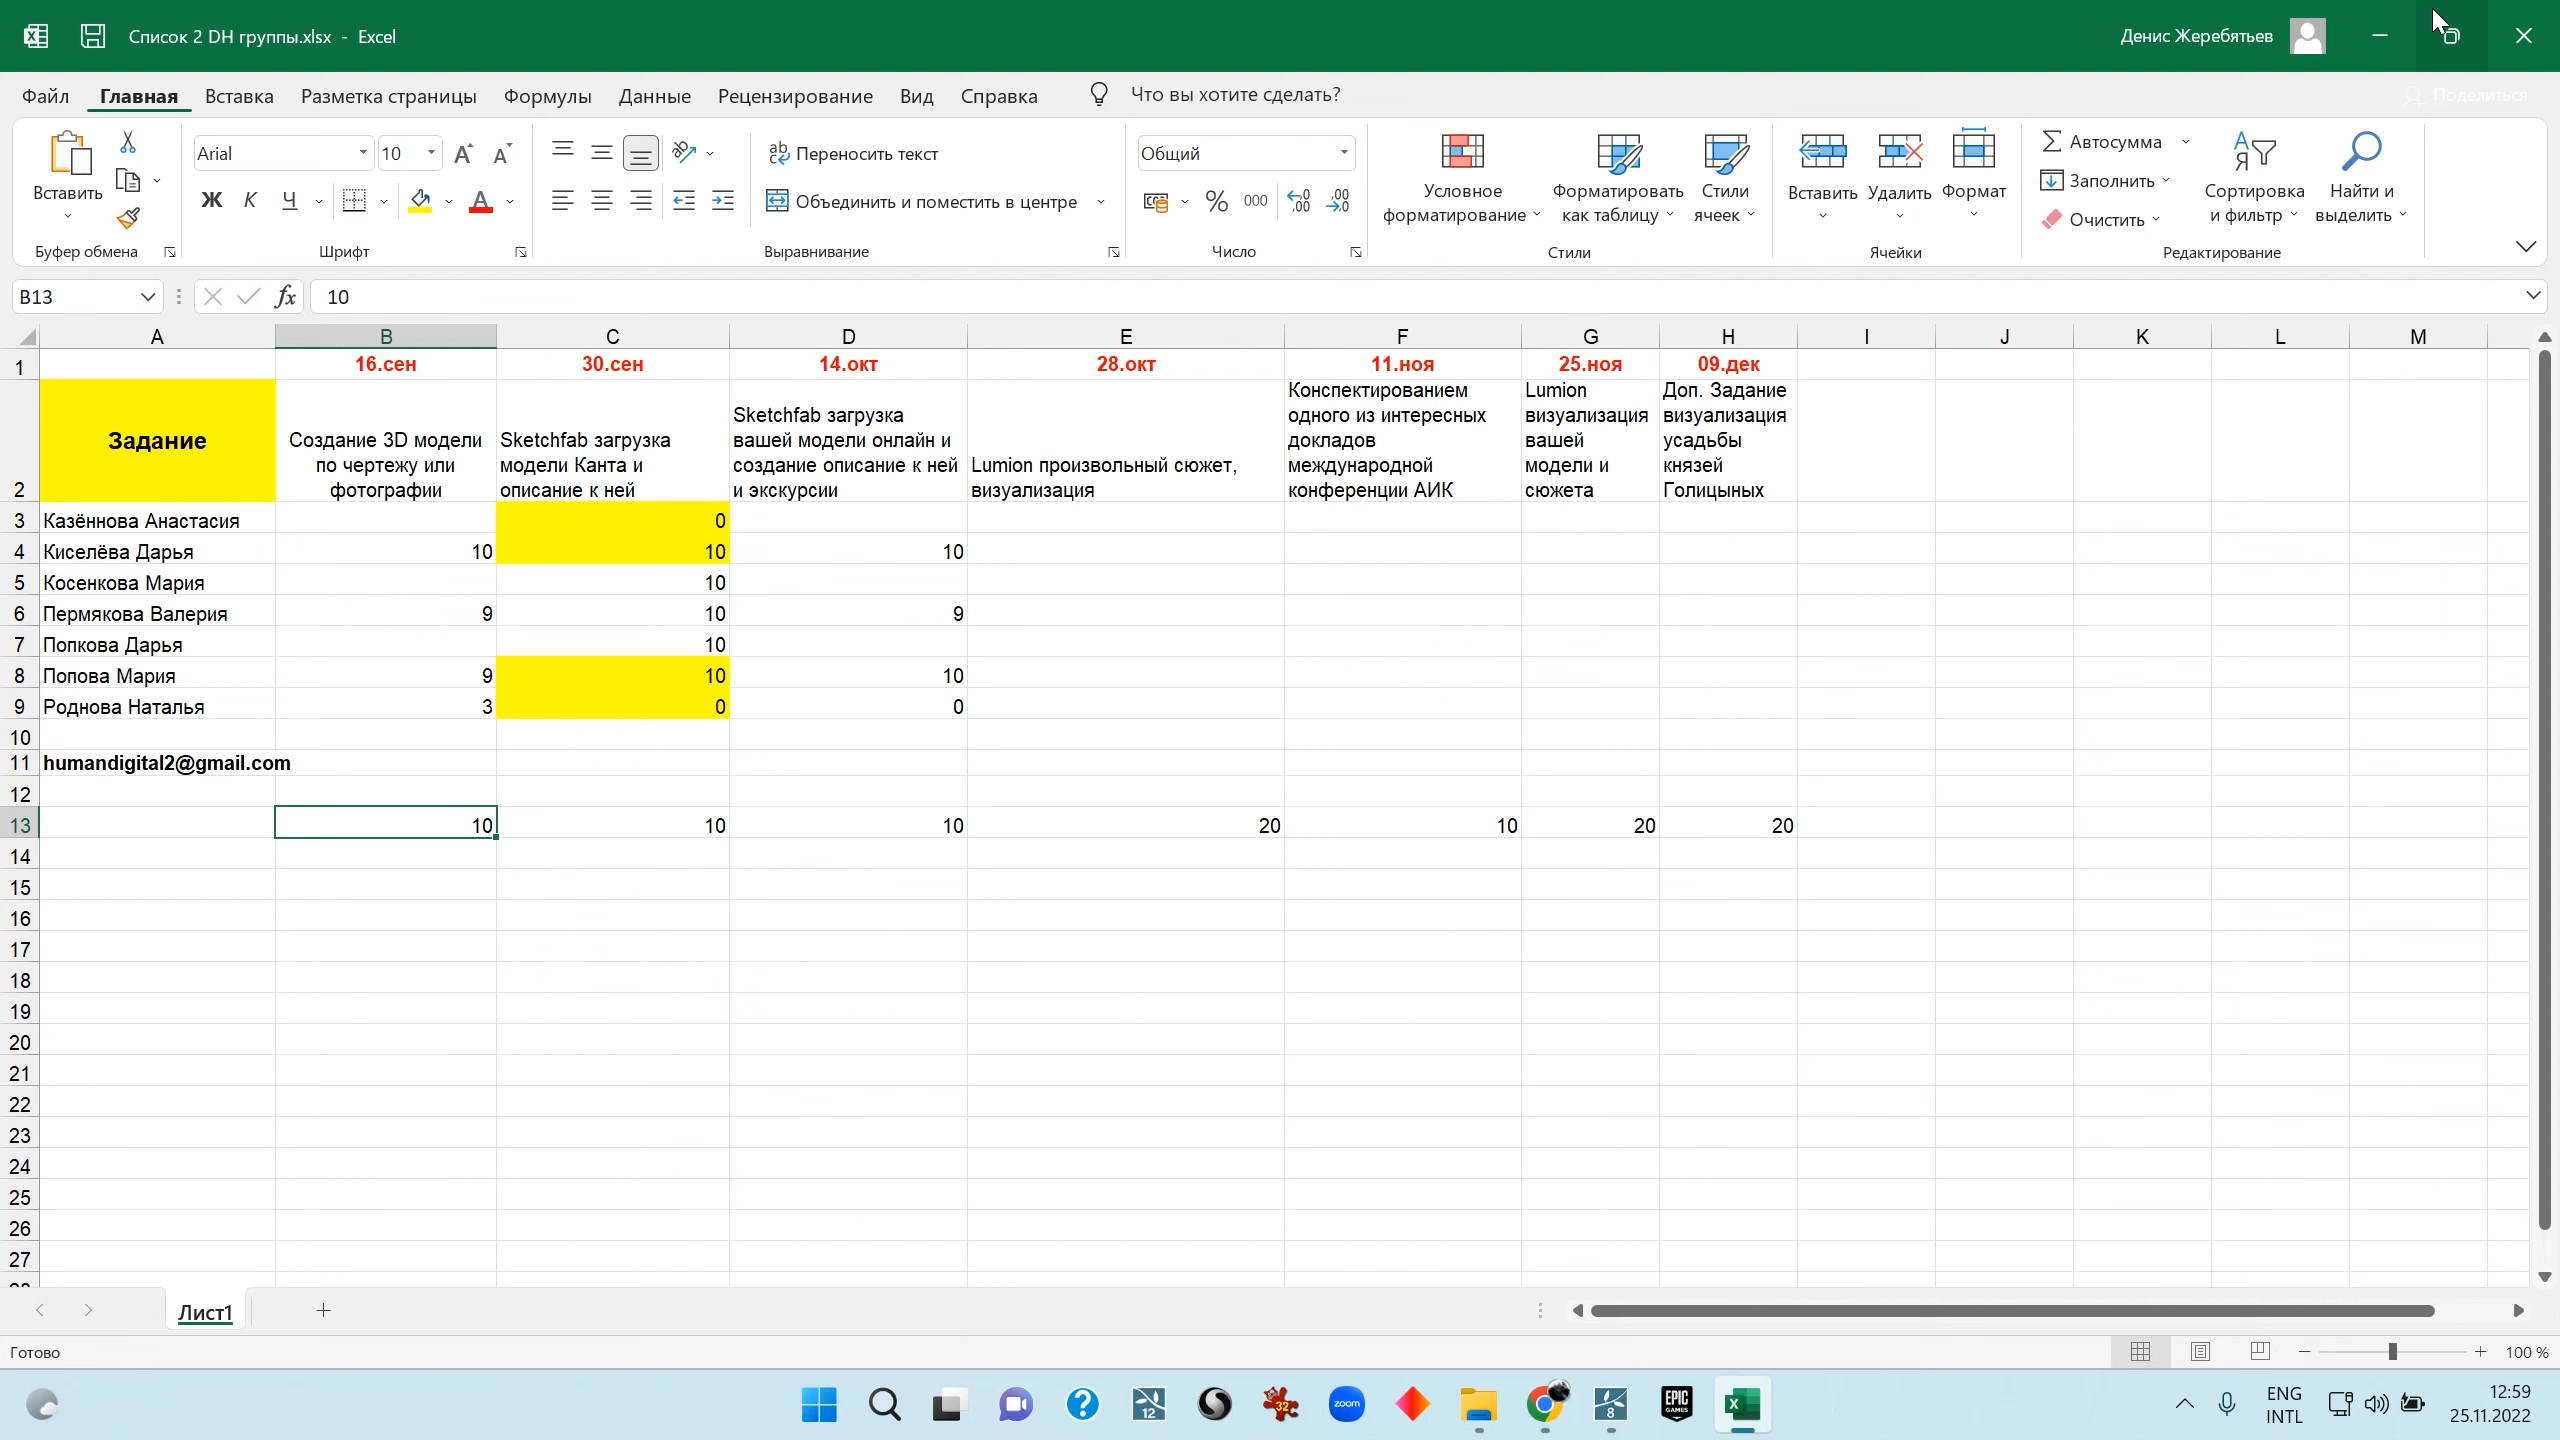 Список 2 DH группы.xlsx - Excel
Денис Жеребятьев
Файл Главная Вставка Разметка страницы Формулы Данные Рецензирование Вид Справка Что вы хотите сделать?
Поделиться
Вставить
Буфер обмена
Arial 10
Ж К Ч
Шрифт
Переносить текст
Объединить и поместить в центре
Выравнивание
Общий
% 000
Число
Условное
форматирование
Форматировать
как таблицу
Стили
ячеек
Стили
Вставить Удалить Формат
Ячейки
Автосумма
Заполнить
Очистить
Сортировка
и фильтр
Найти и
выделить
Редактирование
B13 fx 10
A B C D E F G H I J K L M
1 16.сен 30.сен 14.окт 28.окт 11.ноя 25.ноя 09.дек
2
Задание
Создание 3D модели
по чертежу или
фотографии
Sketchfab загрузка
модели Канта и
описание к ней
Sketchfab загрузка
вашей модели онлайн и
создание описание к ней
и экскурсии
Lumion произвольный сюжет,
визуализация
Конспектированием
одного из интересных
докладов
международной
конференции АИК
Lumion
визуализация
вашей
модели и
сюжета
Доп. Задание
визуализация
усадьбы
князей
Голицыных
3 Казённова Анастасия 0
4 Киселёва Дарья 10 10 10
5 Косенкова Мария 10
6 Пермякова Валерия 9 10 9
7 Попкова Дарья 10
8 Попова Мария 9 10 10
9 Роднова Наталья 3 0 0
10
11 humandigital2@gmail.com
12
13 10 10 10 20 10 20 20
14
15
16
17
18
19
20
21
22
23
24
25
26
27
Лист1
Готово
100 %
12
32
zoom
8
EPIC
GAMES
ENG
INTL
12:59
25.11.2022